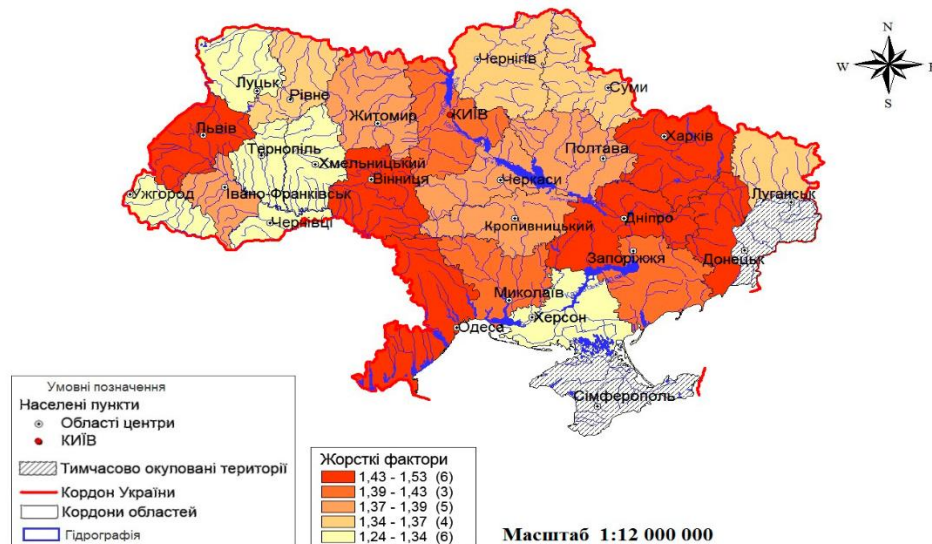 N
W E
S
Чернігів
Луцьк
Рівне
Суми
КИЇВ
Житомир
Львів
Харків
Тернопіль
Полтава
Хмельницький
Вінниця
Черкаси
Ужгород
Івано-Франківськ
Луганськ
Чернівці
Кропивницький
Дніпро
Запоріжжя
Донецьк
Миколаїв
Херсон
Одеса
Сімферополь
Умовні позначення
Населені пункти
Області центри
КИЇВ
Тимчасово окуповані території
Кордон України
Кордони областей
Гідрографія
Жорсткі фактори
1,43 - 1,53 (6)
1,39 - 1,43 (3)
1,37 - 1,39 (5)
1,34 - 1,37 (4)
1,24 - 1,34 (6)
Масштаб 1:12 000 000